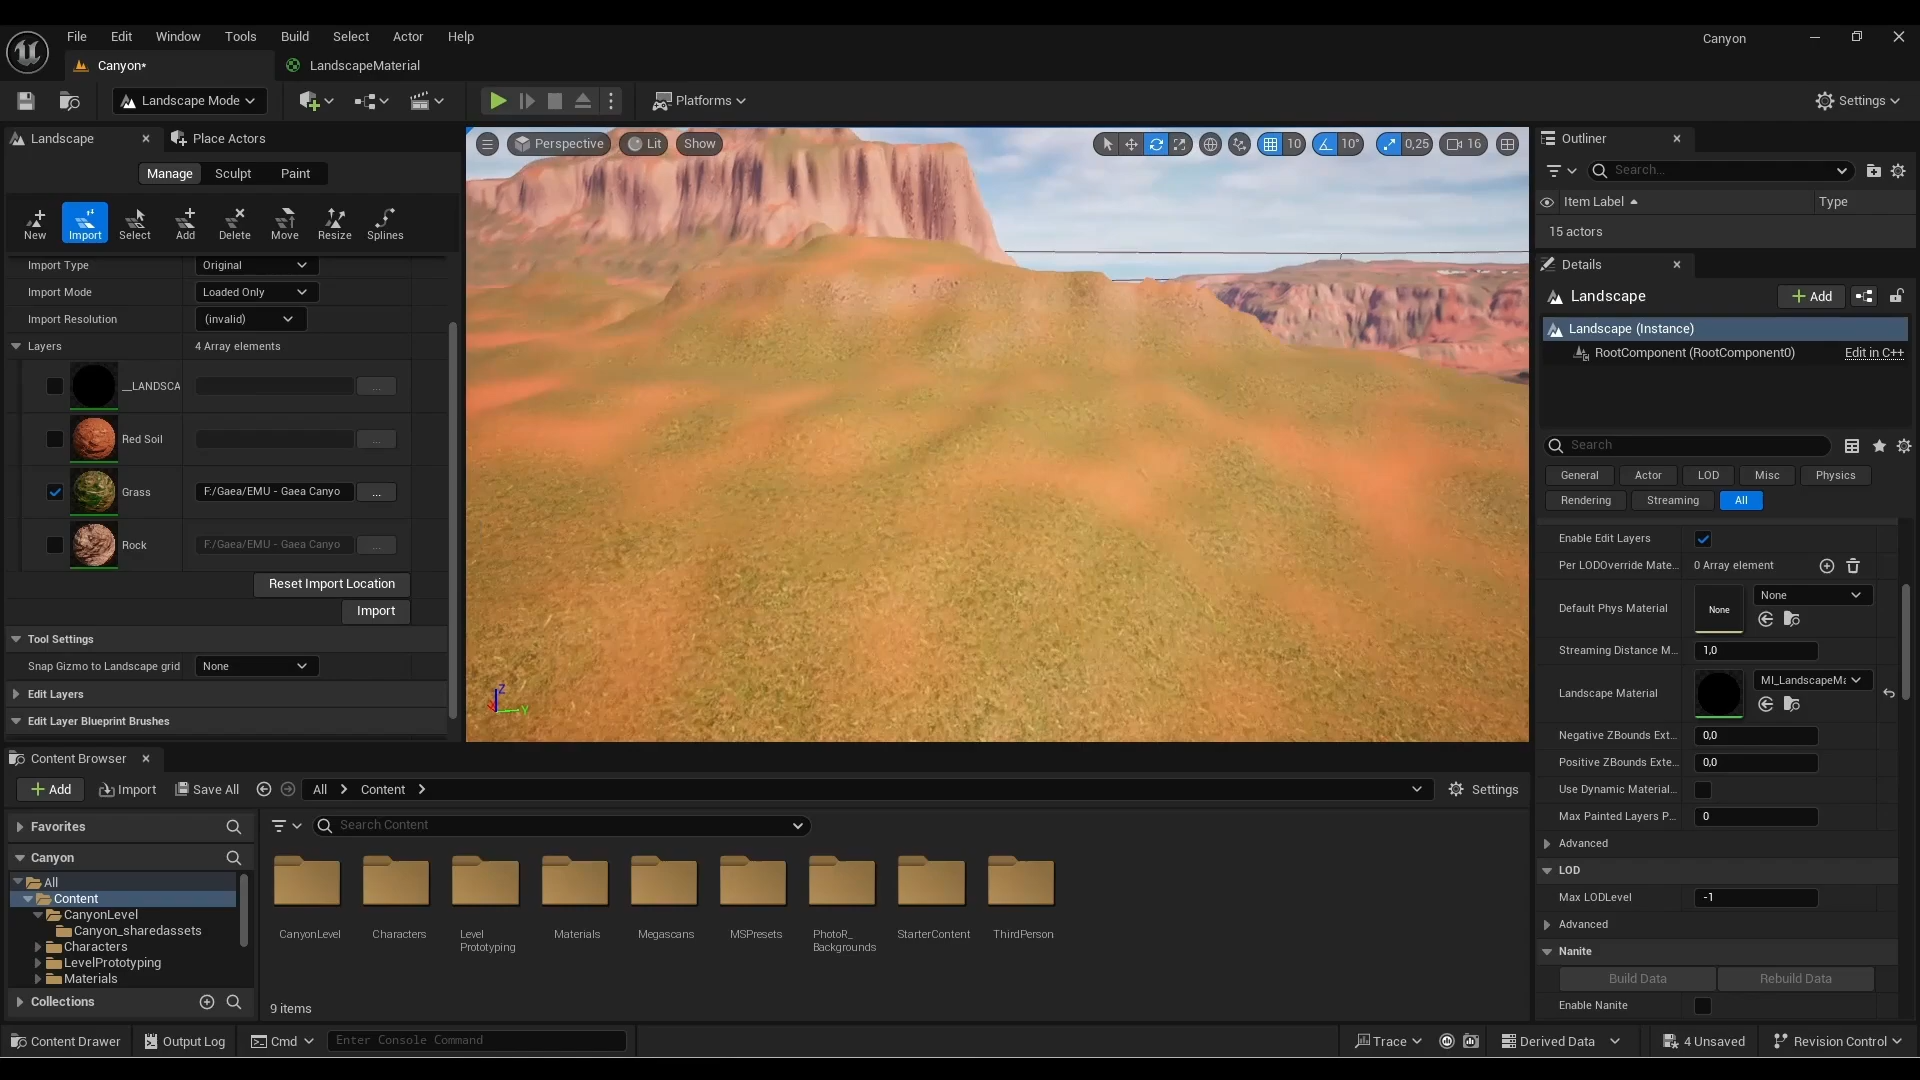 File Edit Window Tools Build Select Actor Help
Canyon
Canyon*
LandscapeMaterial
Landscape Mode
Platforms
Settings
Landscape
Place Actors
Manage Sculpt Paint
New Import Select Add Delete Move Resize Splines
Import Type Original
Import Mode Loaded Only
Import Resolution (invalid)
Layers 4 Array elements
__LANDSCA ...
Red Soil ...
Grass F:/Gaea/EMU - Gaea Canyo ...
Rock F:/Gaea/EMU - Gaea Canyo ...
Reset Import Location
Import
Tool Settings
Snap Gizmo to Landscape grid None
Edit Layers
Edit Layer Blueprint Brushes
Perspective Lit Show
10 10° 0,25 16
Z
Y
Outliner
Search...
Item Label Type
15 actors
Details
Landscape Add
Landscape (Instance)
RootComponent (RootComponent0) Edit in C++
Search
General Actor LOD Misc Physics
Rendering Streaming All
Enable Edit Layers
Per LODOverride Mate... 0 Array element
Default Phys Material None None
Streaming Distance M... 1,0
Landscape Material MI_LandscapeMa
Negative ZBounds Ext... 0,0
Positive ZBounds Exte... 0,0
Use Dynamic Material...
Max Painted Layers P... 0
Advanced
LOD
Max LODLevel -1
Advanced
Nanite
Build Data Rebuild Data
Enable Nanite
Content Browser
Add Import Save All All Content Settings
Favorites
Search Content
Canyon
All
Content
CanyonLevel
Canyon_sharedassets
Characters
LevelPrototyping
Materials
Collections
CanyonLevel Characters Level Prototyping Materials Megascans MSPresets PhotoR_ Backgrounds StarterContent ThirdPerson
9 items
Content Drawer Output Log Cmd Enter Console Command Trace Derived Data 4 Unsaved Revision Control